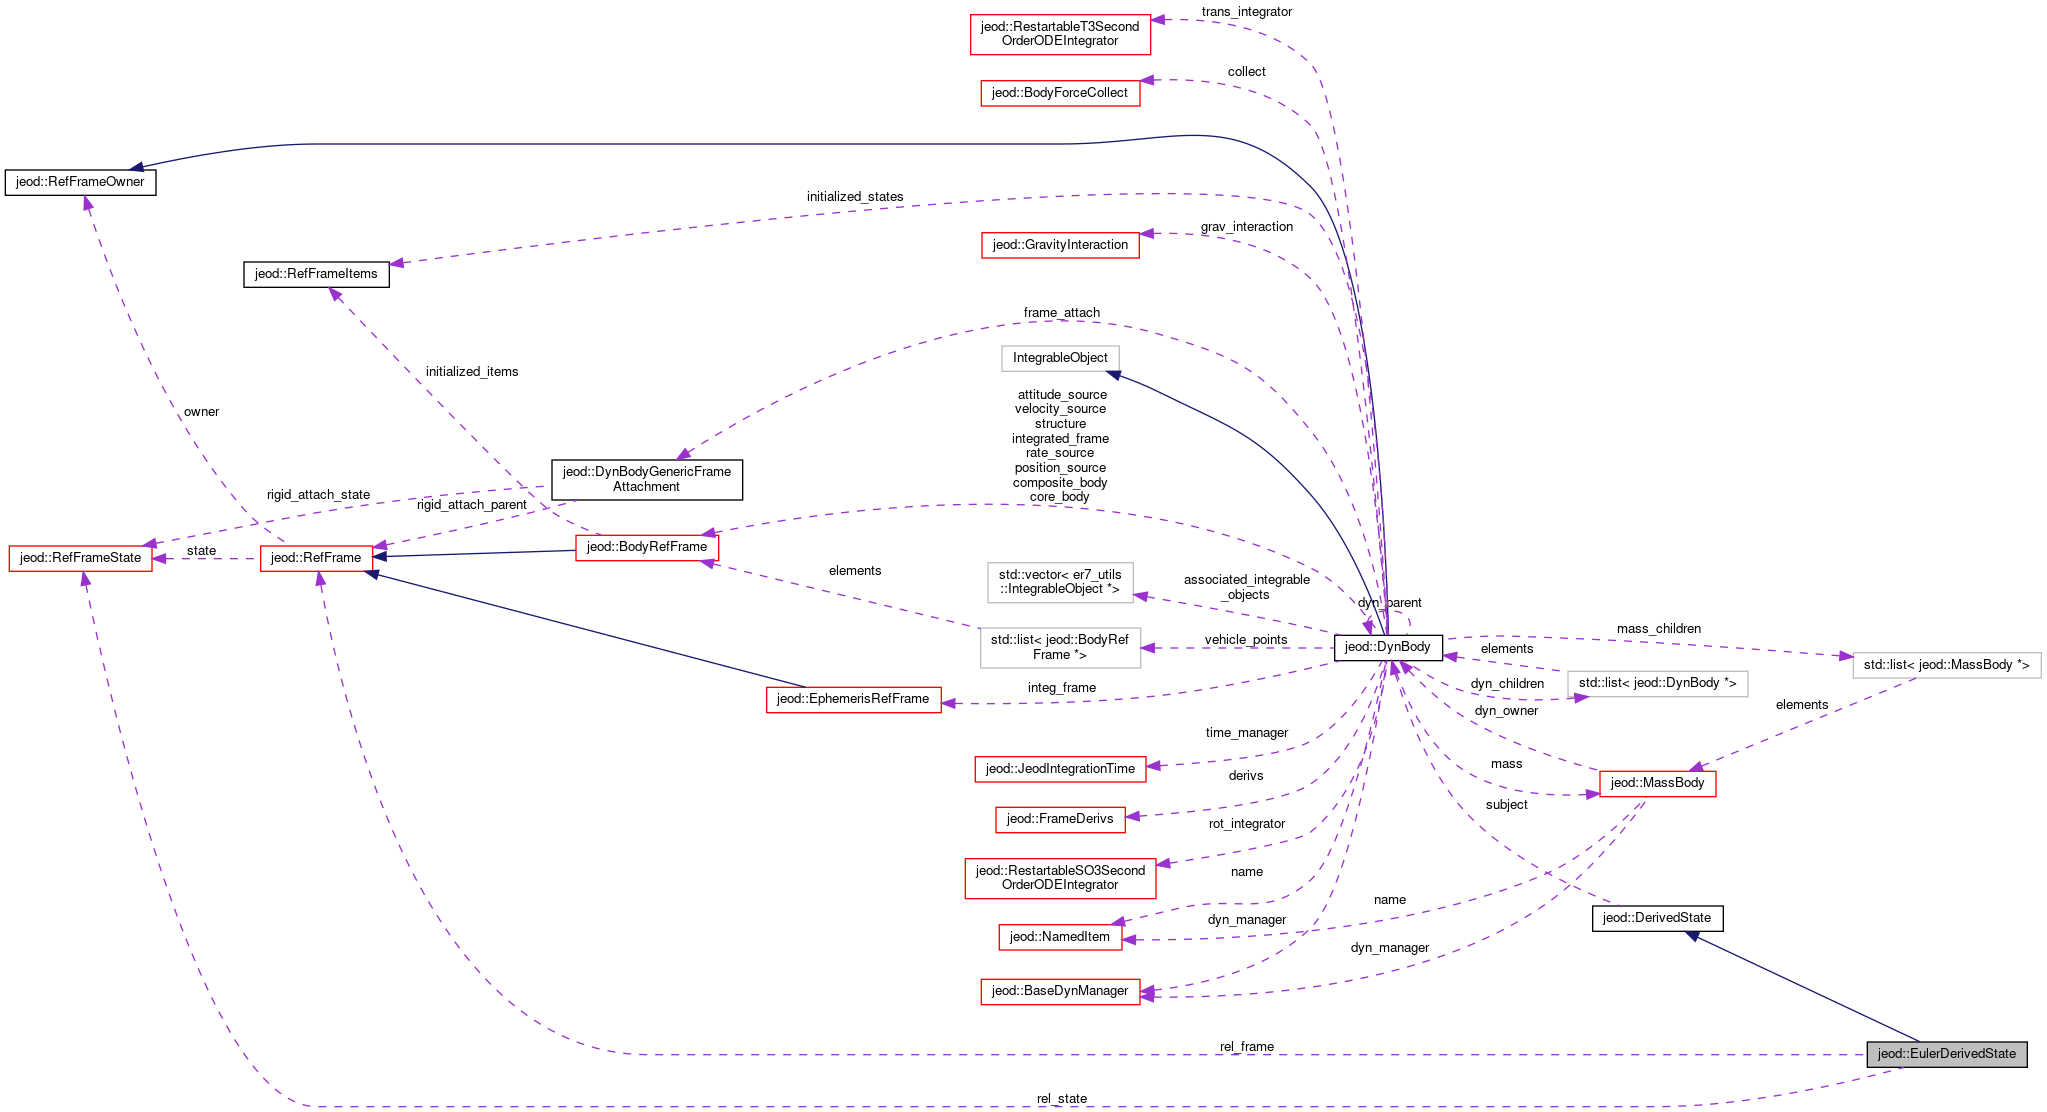 trans_integrator
jeod::RestartableT3Second
OrderODEIntegrator
collect
jeod::BodyForceCollect
jeod::RefFrameOwner
initialized_states
grav_interaction
jeod::GravityInteraction
jeod::RefFrameItems
frame_attach
IntegrableObject
initialized_items
attitude_source
velocity_source
structure
integrated_frame
rate_source
position_source
composite_body
core_body
owner
jeod::DynBodyGenericFrame
Attachment
rigid_attach_state
rigid_attach_parent
jeod::RefFrameState
state
jeod::RefFrame
jeod::BodyRefFrame
elements
std::vector< er7_utils
::IntegrableObject *>
associated_integrable
_objects
dyn_parent
std::list< jeod::BodyRef
Frame *>
vehicle_points
jeod::DynBody
mass_children
elements
std::list< jeod::MassBody *>
std::list< jeod::DynBody *>
dyn_children
jeod::EphemerisRefFrame
integ_frame
dyn_owner
elements
time_manager
jeod::JeodIntegrationTime
mass
jeod::MassBody
derivs
jeod::FrameDerivs
subject
rot_integrator
jeod::RestartableSO3Second
OrderODEIntegrator
name
name
dyn_manager
jeod::NamedItem
jeod::DerivedState
dyn_manager
jeod::BaseDynManager
rel_frame
jeod::EulerDerivedState
rel_state